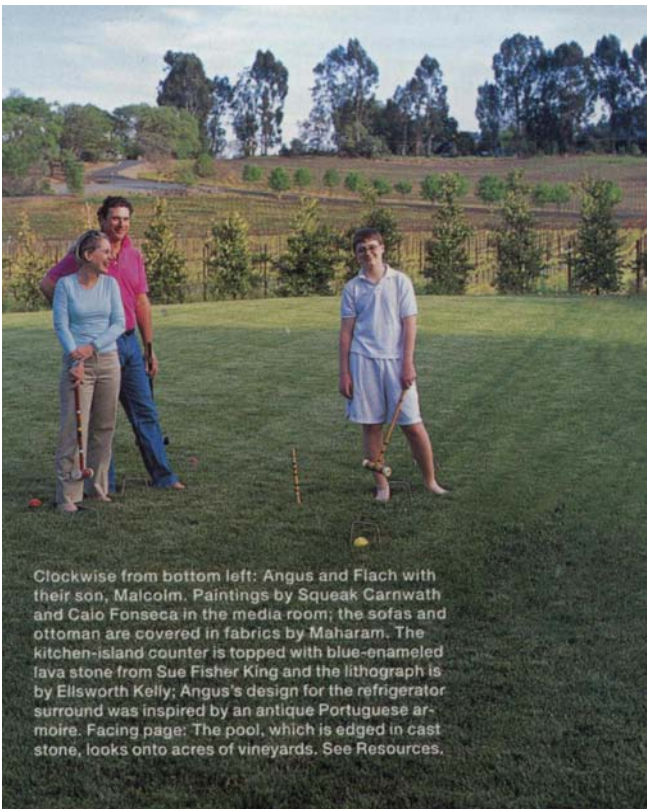 Clockwise from bottom left: Angus and Flach with
their son, Malcolm. Paintings by Squeak Carnwath
and Caio Fonseca in the media room; the sofas and
ottoman are covered in fabrics by Maharam. The
kitchen-island counter is topped with blue-enameled
lava stone from Sue Fisher King and the lithograph is
by Ellsworth Kelly; Angus's design for the refrigerator
surround was inspired by an antique Portuguese ar-
moire. Facing page: The pool, which is edged in cast
stone, looks onto acres of vineyards. See Resources.